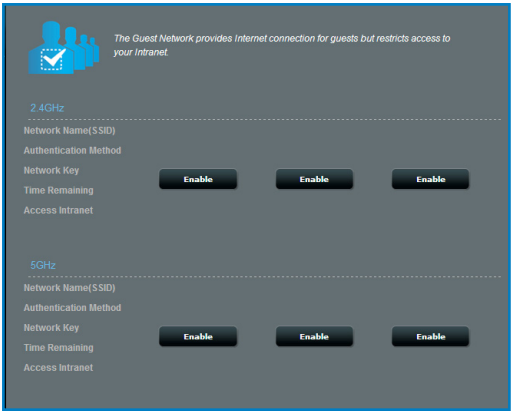 The Guest Network provides Internet connection for guests but restricts access to
your Intranet.
2.4GHz
Network Name(SSID)
Authentication Method
Network Key
Enable Enable Enable
Time Remaining
Access Intranet
5GHz
Network Name(SSID)
Authentication Method
Network Key
Enable Enable Enable
Time Remaining
Access Intranet